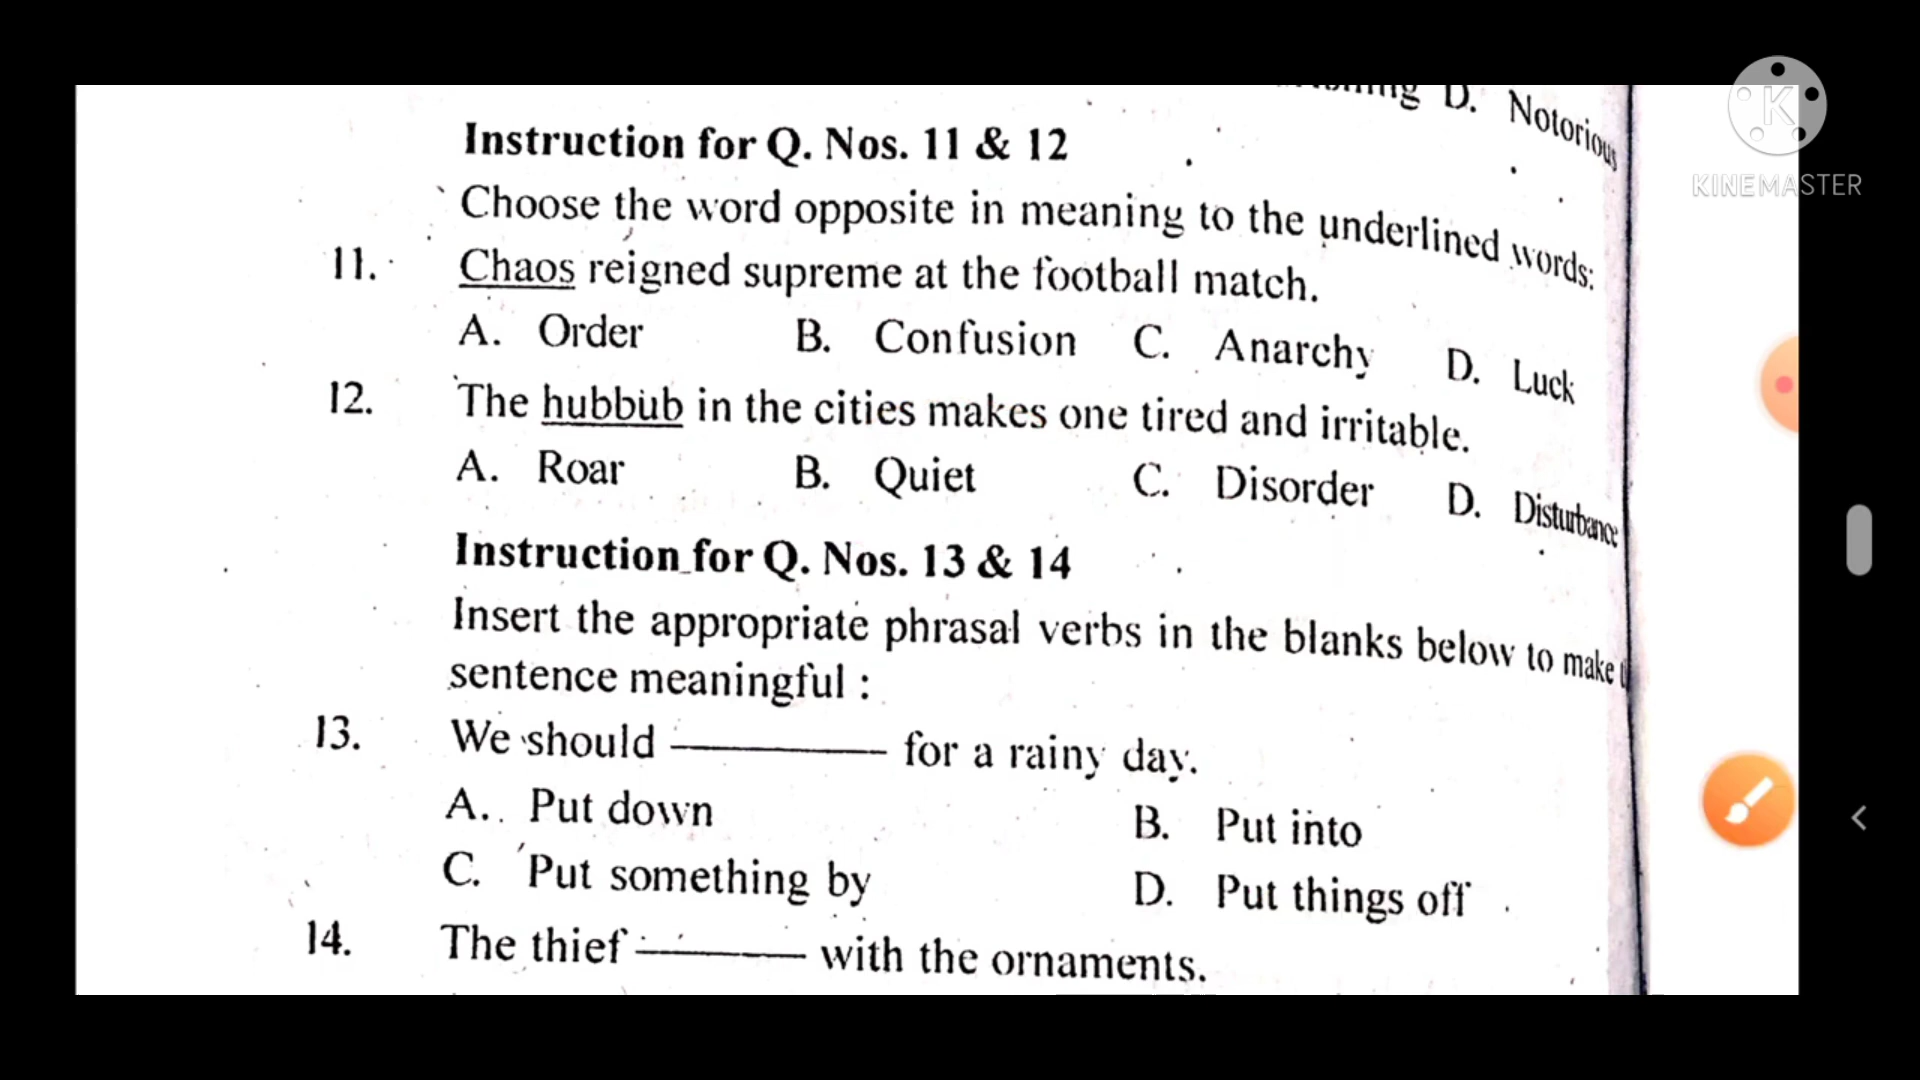 D. Notorious
Instruction for Q. Nos. 11 & 12
Choose the word opposite in meaning to the underlined words:
11. Chaos reigned supreme at the football match.
A. Order B. Confusion C. Anarchy D. Luck
12. The hubbub in the cities makes one tired and irritable.
A. Roar B. Quiet C. Disorder D. Disturbance
Instruction for Q. Nos. 13 & 14
Insert the appropriate phrasal verbs in the blanks below to make
sentence meaningful :
13. We should ________ for a rainy day.
A. Put down B. Put into
C. Put something by D. Put things off
14. The thief ________ with the ornaments.
K
KINEMASTER